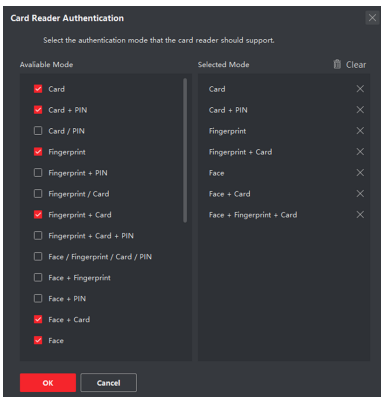 Card Reader Authentication
Select the authentication mode that the card reader should support.
Avaliable Mode
Card
Card + PIN
Card / PIN
Fingerprint
Fingerprint + PIN
Fingerprint / Card
Fingerprint + Card
Fingerprint + Card + PIN
Face / Fingerprint / Card / PIN
Face + Fingerprint
Face + PIN
Face + Card
Face
Selected Mode
Clear
Card
Card + PIN
Fingerprint
Fingerprint + Card
Face
Face + Card
Face + Fingerprint + Card
OK
Cancel